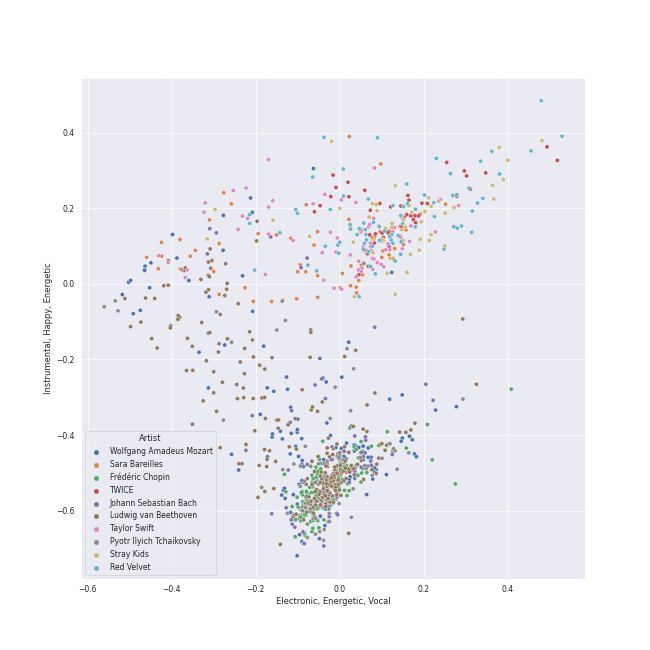 0.4
0.2
0.0
−0.2
−0.4
−0.6
Instrumental, Happy, Energetic
Artist
Wolfgang Amadeus Mozart
Sara Bareilles
Frédéric Chopin
TWICE
Johann Sebastian Bach
Ludwig van Beethoven
Taylor Swift
Pyotr Ilyich Tchaikovsky
Stray Kids
Red Velvet
−0.6 −0.4 −0.2 0.0 0.2 0.4
Electronic, Energetic, Vocal